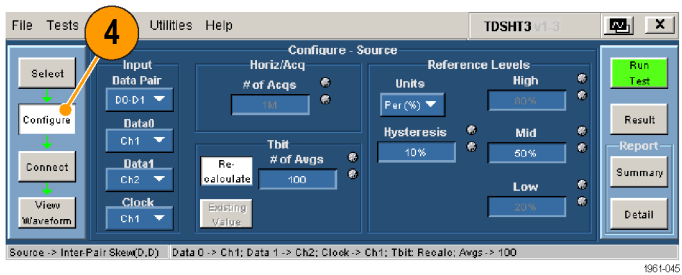 File Tests Utilities Help TDSHT3 v1.3 X
4
Configure - Source
Select
Configure
Connect
View
Waveform
Input
Data Pair
D0-D1
Data0
Ch1
Data1
Ch2
Clock
Ch1
Horiz/Acq
# of Acqs
1M
Tbit
Re-
calculate
# of Avgs
100
Existing
Value
Reference Levels
Units
Per (%)
Hysteresis
10%
High
80%
Mid
50%
Low
20%
Run
Test
Result
Report
Summary
Detail
Source -> Inter-Pair Skew(D,D) Data 0 -> Ch1; Data 1 -> Ch2; Clock -> Ch1; Tbit: Recalc; Avgs -> 100
1961-045